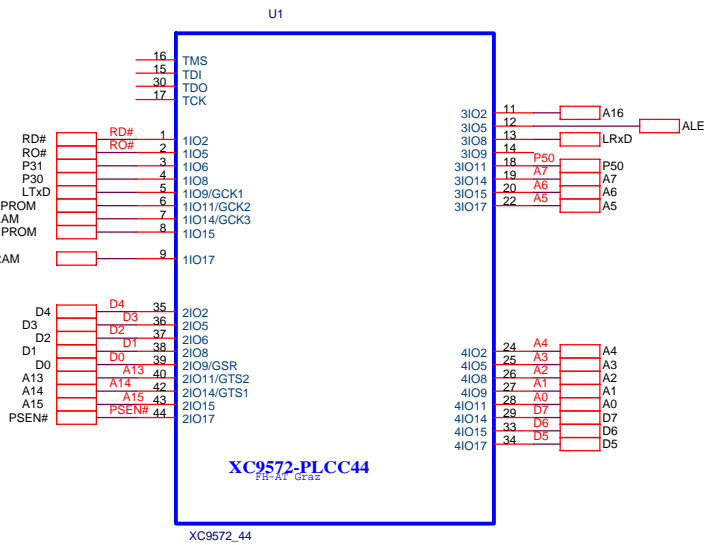 U1
16 TMS
15 TDI
30 TDO
17 TCK
RD# RD# 1 1IO2
RO# RO# 2 1IO5
P31 3 1IO6
P30 4 1IO8
LTxD 5 1IO9/GCK1
PROM 6 1IO11/GCK2
AM 7 1IO14/GCK3
PROM 8 1IO15
AM 9 1IO17
D4 D4 35 2IO2
D3 D3 36 2IO5
D2 D2 37 2IO6
D1 D1 38 2IO8
D0 D0 39 2IO9/GSR
A13 A13 40 2IO11/GTS2
A14 A14 42 2IO14/GTS1
A15 A15 43 2IO15
PSEN# PSEN# 44 2IO17
3IO2 11 A16
3IO5 12 ALE
3IO8 13 LRxD
3IO9 14
3IO11 18 P50 P50
3IO14 19 A7 A7
3IO15 20 A6 A6
3IO17 22 A5 A5
4IO2 24 A4 A4
4IO5 25 A3 A3
4IO8 26 A2 A2
4IO9 27 A1 A1
4IO11 28 A0 A0
4IO14 29 D7 D7
4IO15 33 D6 D6
4IO17 34 D5 D5
XC9572-PLCC44
FH-AT Graz
XC9572_44